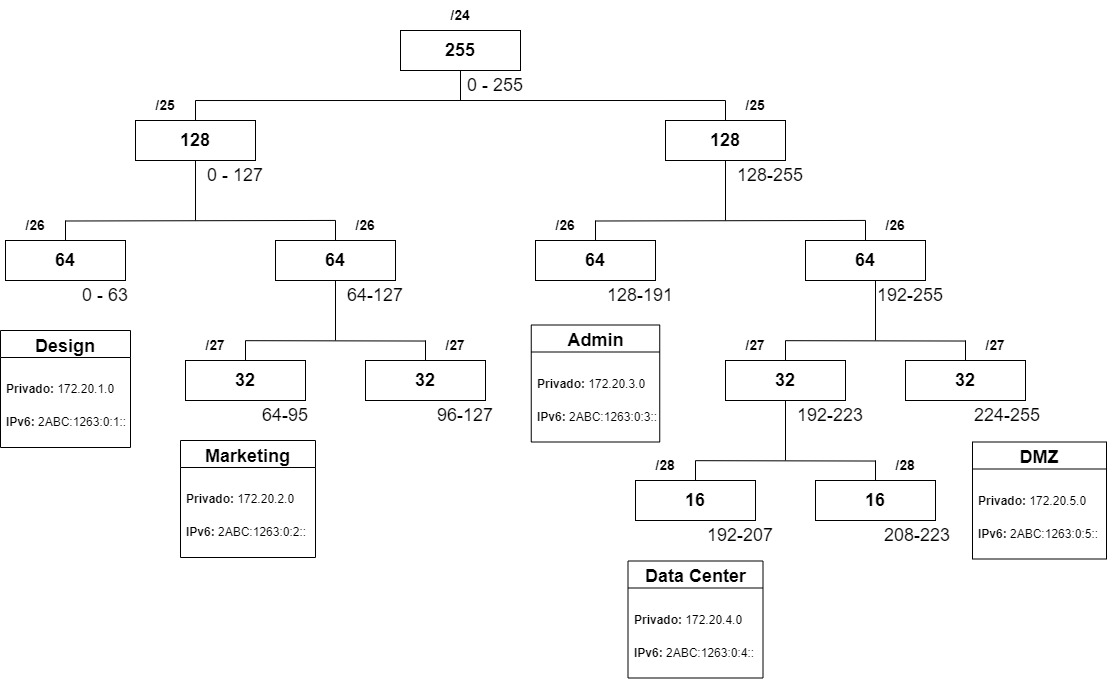 /24
255
0 - 255
/25
128
0 - 127
/25
128
128-255
/26
64
0 - 63
/26
64
64-127
/26
64
128-191
/26
64
192-255
Design
Privado: 172.20.1.0
IPv6: 2ABC:1263:0:1::
/27
32
64-95
/27
32
96-127
Admin
Privado: 172.20.3.0
IPv6: 2ABC:1263:0:3::
/27
32
192-223
/27
32
224-255
Marketing
Privado: 172.20.2.0
IPv6: 2ABC:1263:0:2::
/28
16
192-207
/28
16
208-223
DMZ
Privado: 172.20.5.0
IPv6: 2ABC:1263:0:5::
Data Center
Privado: 172.20.4.0
IPv6: 2ABC:1263:0:4::